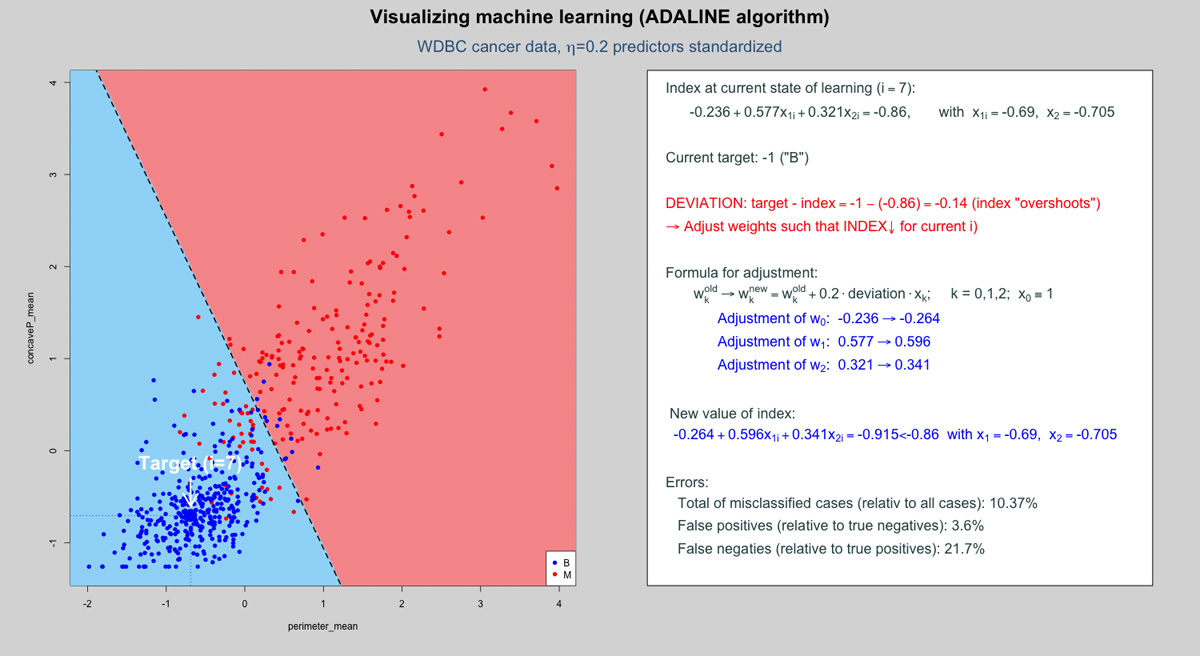 Visualizing machine learning (ADALINE algorithm)
WDBC cancer data, η=0.2 predictors standardized
concaveP_mean
4
3
2
1
0
-1
Target (i=7)
B
M
-2 -1 0 1 2 3 4
perimeter_mean
Index at current state of learning (i = 7):
-0.236 + 0.577x1i + 0.321x2i = -0.86, with x1i = -0.69, x2 = -0.705
Current target: -1 ("B")
DEVIATION: target - index = -1 − (-0.86) = -0.14 (index "overshoots")
→ Adjust weights such that INDEX↓ for current i)
Formula for adjustment:
wk^old → wk^new = wk^old + 0.2 · deviation · xk; k = 0,1,2; x0 ≡ 1
Adjustment of w0: -0.236 → -0.264
Adjustment of w1: 0.577 → 0.596
Adjustment of w2: 0.321 → 0.341
New value of index:
-0.264 + 0.596x1i + 0.341x2i = -0.915<-0.86 with x1 = -0.69, x2 = -0.705
Errors:
Total of misclassified cases (relativ to all cases): 10.37%
False positives (relative to true negatives): 3.6%
False negaties (relative to true positives): 21.7%